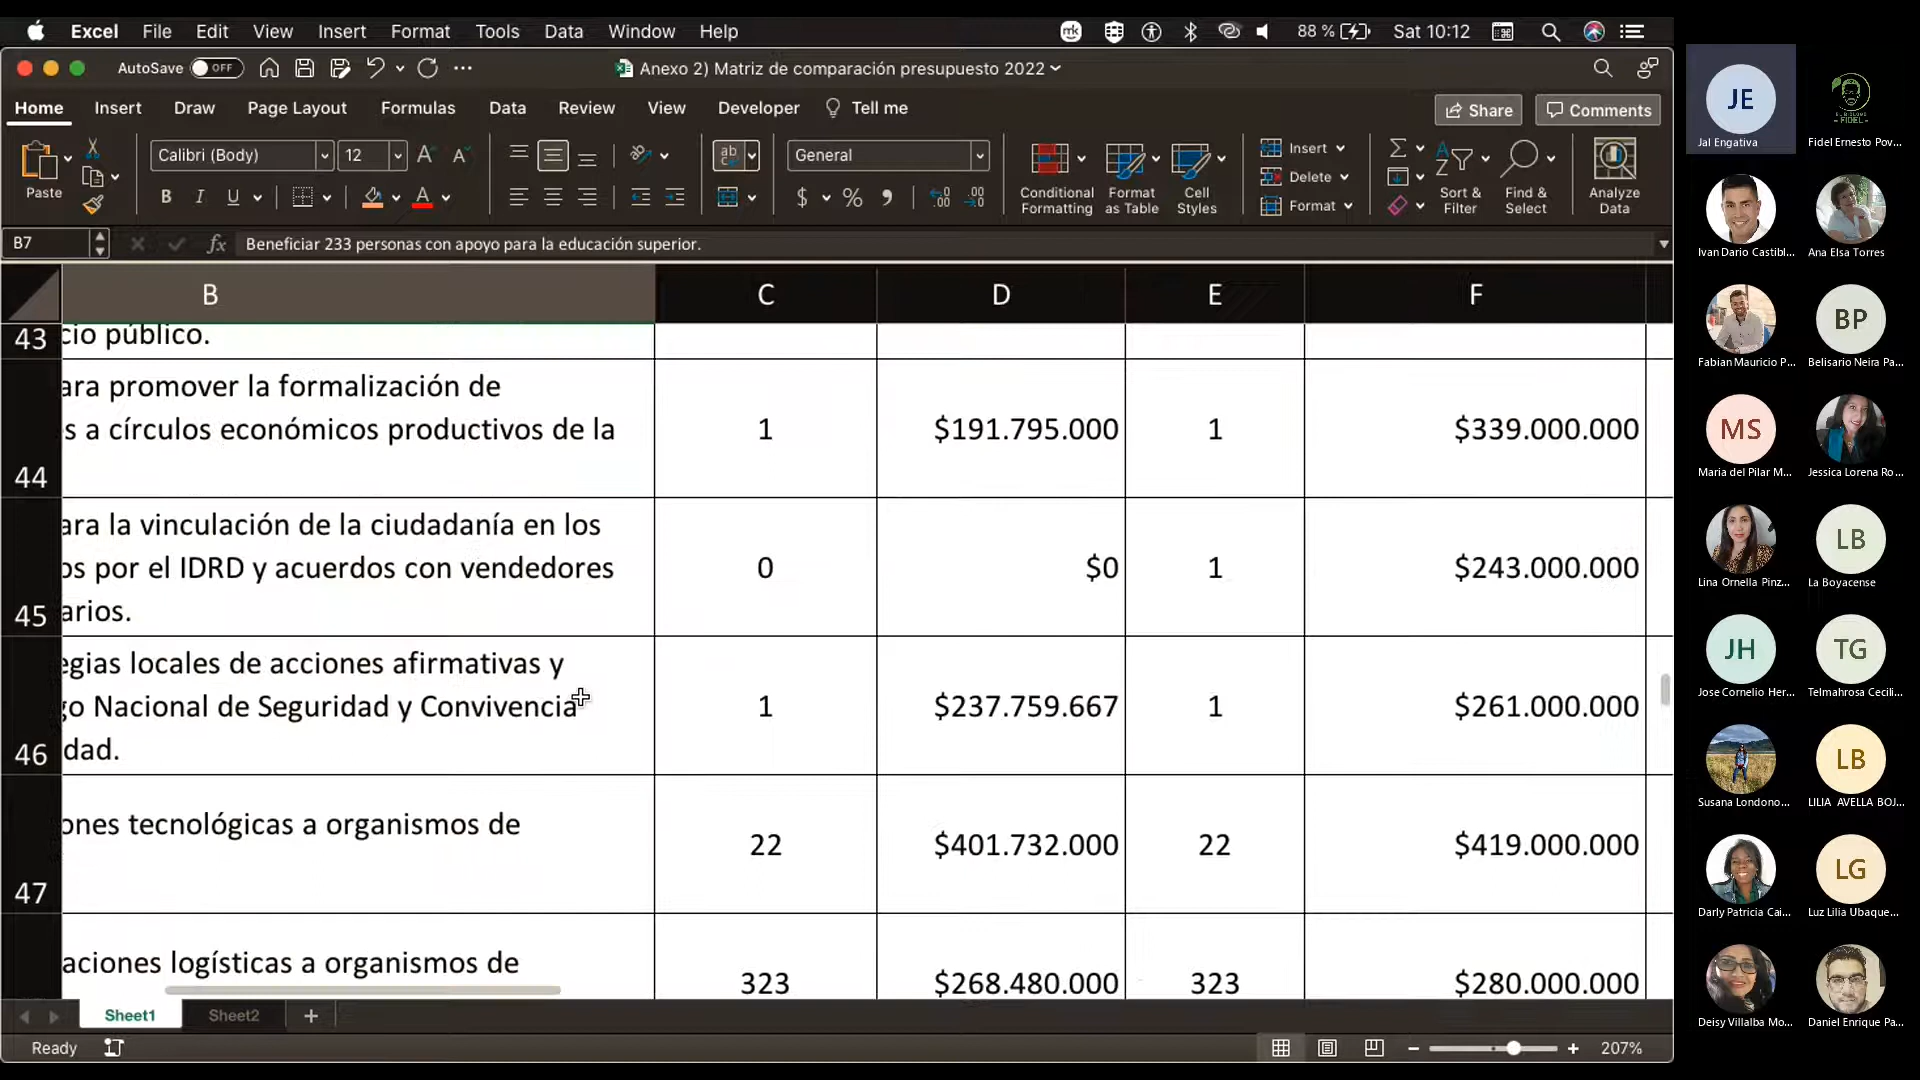 Excel File Edit View Insert Format Tools Data Window Help
88 % Sat 10:12
AutoSave OFF
Anexo 2) Matriz de comparación presupuesto 2022
Home Insert Draw Page Layout Formulas Data Review View Developer Tell me
Share Comments
Paste
Calibri (Body) 12
General
Conditional Formatting
Format as Table
Cell Styles
Insert
Delete
Format
Sort & Filter
Find & Select
Analyze Data
B7 fx Beneficiar 233 personas con apoyo para la educación superior.
B C D E F
43 cio público.
ara promover la formalización de
s a círculos económicos productivos de la
44 1 $191.795.000 1 $339.000.000
ara la vinculación de la ciudadanía en los
os por el IDRD y acuerdos con vendedores
arios.
45 0 $0 1 $243.000.000
egias locales de acciones afirmativas y
go Nacional de Seguridad y Convivencia
dad.
46 1 $237.759.667 1 $261.000.000
ones tecnológicas a organismos de
47 22 $401.732.000 22 $419.000.000
aciones logísticas a organismos de
323 $268.480.000 323 $280.000.000
Sheet1 Sheet2 +
Ready
207%
JE
Jal Engativa
FIDEL
Fidel Ernesto Pov...
Ivan Dario Castibl...
Ana Elsa Torres
Fabian Mauricio P...
BP
Belisario Neira Pa...
MS
Maria del Pilar M...
Jessica Lorena Ro...
Lina Ornella Pinz...
LB
La Boyacense
JH
Jose Cornelio Her...
TG
Telmahrosa Cecili...
Susana Londono...
LB
LILIA AVELLA BOJ...
Darly Patricia Cai...
LG
Luz Lilia Ubaque...
Deisy Villalba Mo...
Daniel Enrique Pa...